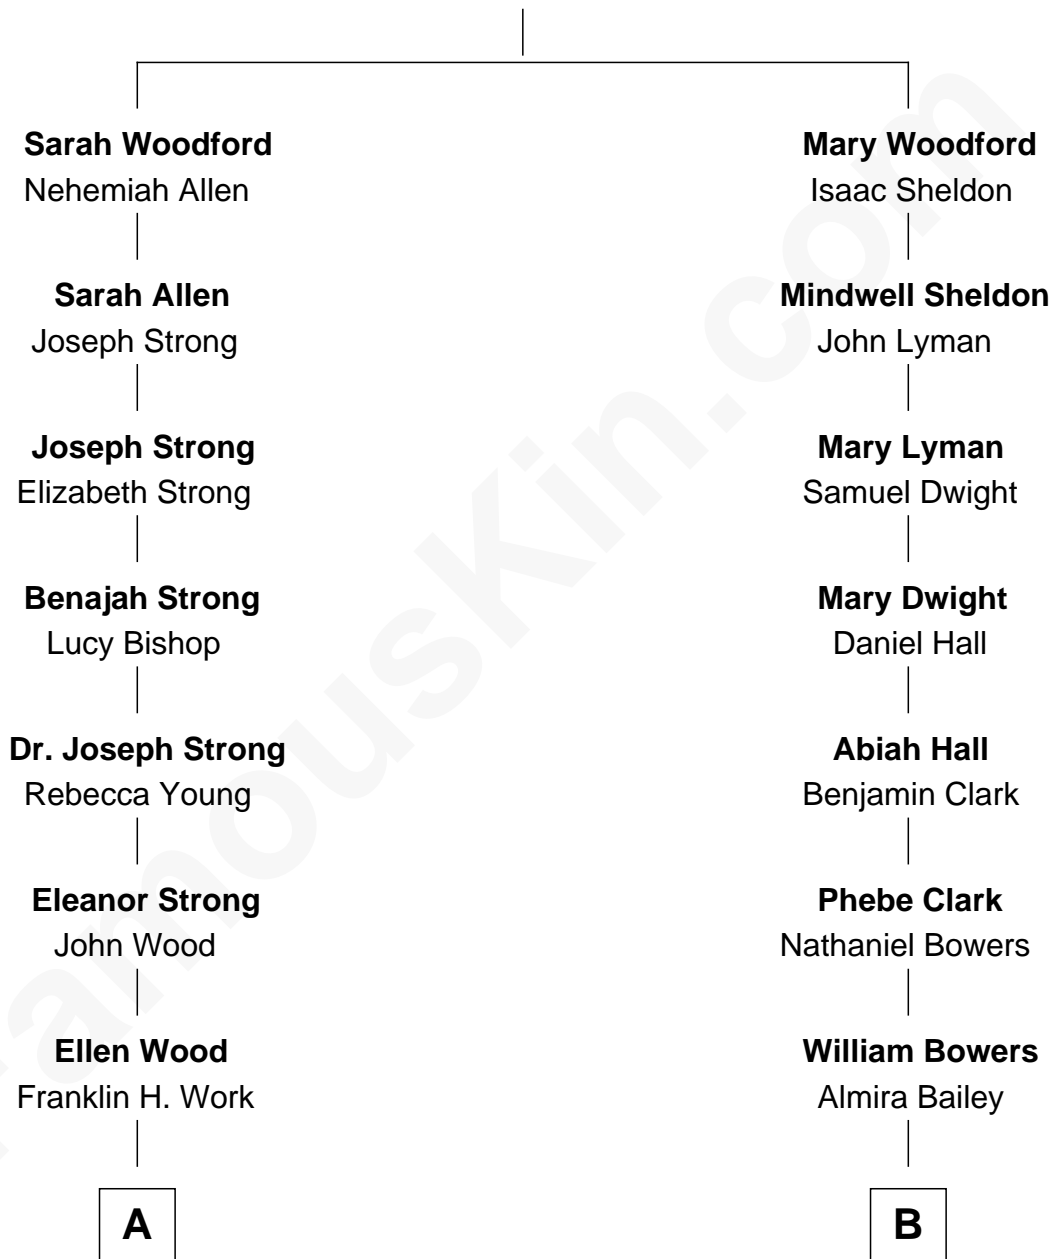 Sarah Woodford
Nehemiah Allen
Sarah Allen
Joseph Strong
Joseph Strong
Elizabeth Strong
Benajah Strong
Lucy Bishop
Dr. Joseph Strong
Rebecca Young
Eleanor Strong
John Wood
Ellen Wood
Franklin H. Work
A
Mary Woodford
Isaac Sheldon
Mindwell Sheldon
John Lyman
Mary Lyman
Samuel Dwight
Mary Dwight
Daniel Hall
Abiah Hall
Benjamin Clark
Phebe Clark
Nathaniel Bowers
William Bowers
Almira Bailey
B
FamousKin.com